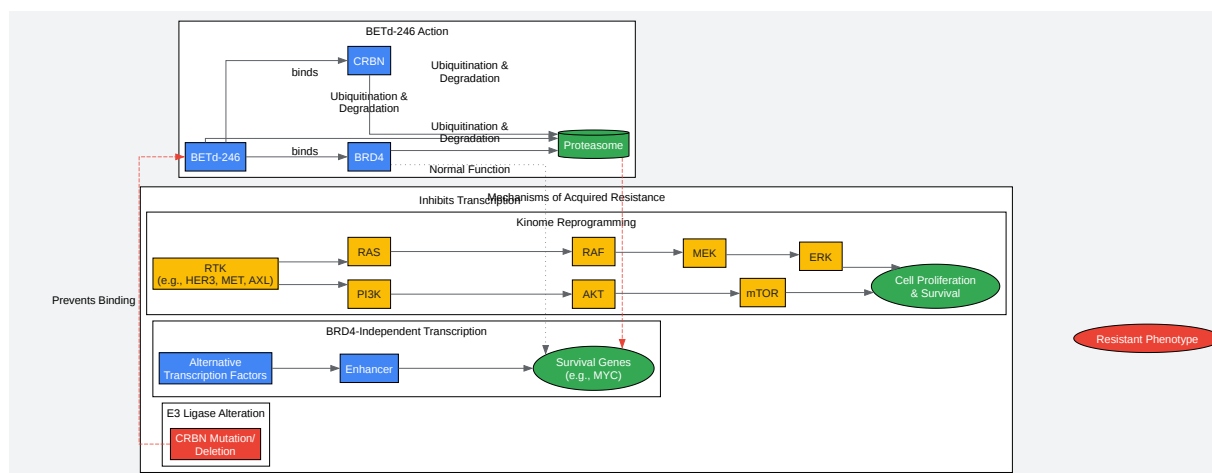 BETd-246 Action
CRBN
binds
Ubiquitination &
Degradation
Ubiquitination &
Degradation
Ubiquitination &
Degradation
Proteasome
BETd-246
binds
BRD4
Normal Function
Inhibits Transcription
Mechanisms of Acquired Resistance
Kinome Reprogramming
RTK
(e.g., HER3, MET, AXL)
RAS
RAF
MEK
ERK
PI3K
AKT
mTOR
Cell Proliferation
& Survival
Prevents Binding
BRD4-Independent Transcription
Alternative
Transcription Factors
Enhancer
Survival Genes
(e.g., MYC)
Resistant Phenotype
E3 Ligase Alteration
CRBN Mutation/
Deletion